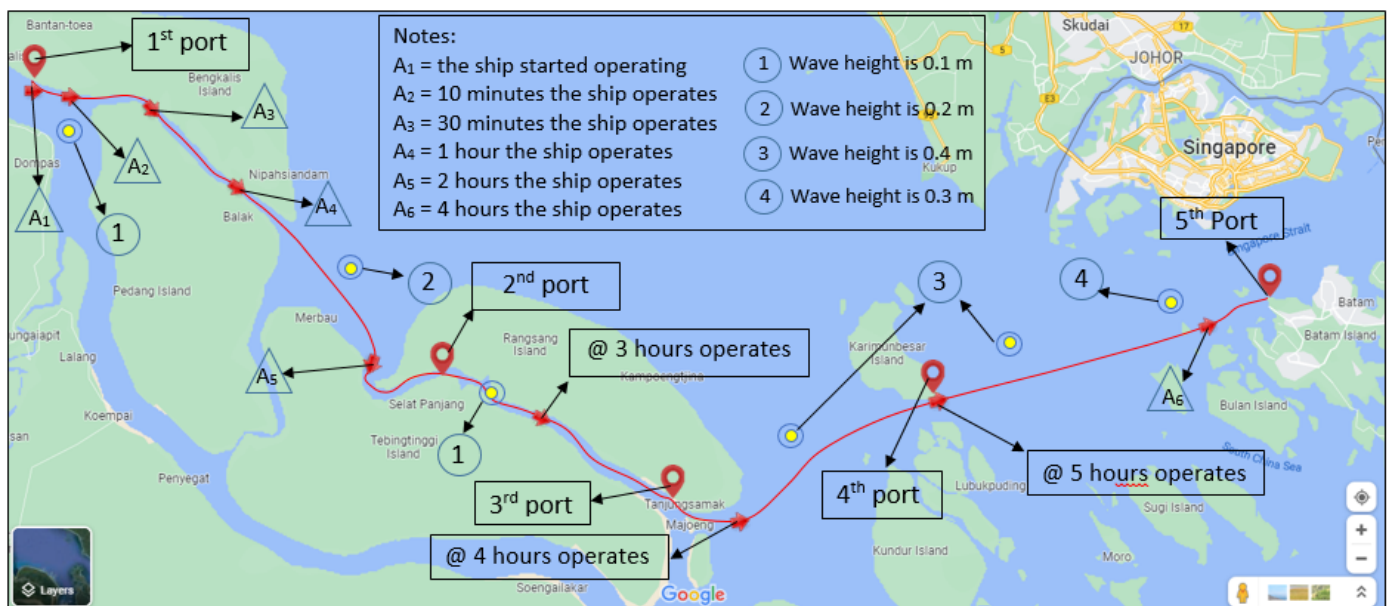 Bantan-toea
1st port
Bengkalis
Island
A3
Dompas
A2
Nipahsiandam
A1
1
Balak
A4
Notes:
A1 = the ship started operating
A2 = 10 minutes the ship operates
A3 = 30 minutes the ship operates
A4 = 1 hour the ship operates
A5 = 2 hours the ship operates
A6 = 4 hours the ship operates
1 Wave height is 0.1 m
2 Wave height is 0.2 m
3 Wave height is 0.4 m
4 Wave height is 0.3 m
Kukup
Skudai
17
5
JOHOR
E3
Singapore
5th Port
Singapore Strait
Pedang Island
2
2nd port
3
4
Batam
Batam Island
Merbau
Rangsang
Island
@ 3 hours operates
Kampoengtjina
Karimunbesar
Island
Lalang
A5
Selat Panjang
A6
Bulan Island
Koempai
Tebingtinggi
Island
1
South China Sea
Penyegat
3rd port
Tanjungsamak
Majoeng
4th port
Lubukpuding
@ 5 hours operates
Sugi Island
@ 4 hours operates
Kundur Island
Moro
Soengailakar
Layers
Google